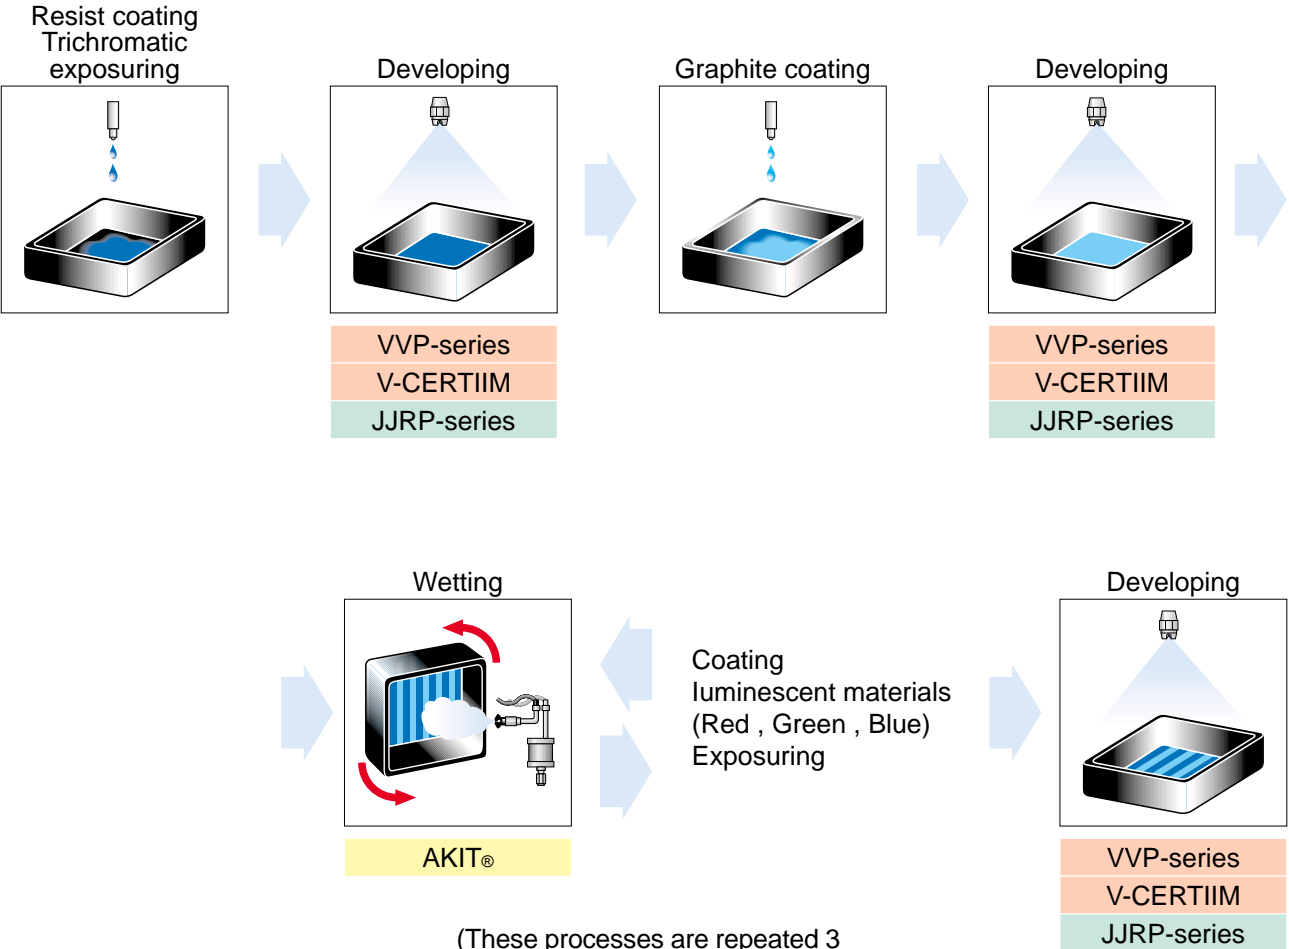 Resist coating
Trichromatic
exposuring
Developing
Graphite coating
Developing
VVP-series
V-CERTIIM
JJRP-series
VVP-series
V-CERTIIM
JJRP-series
Wetting
Coating
Iuminescent materials
(Red , Green , Blue)
Exposuring
Developing
AKIT®
VVP-series
V-CERTIIM
JJRP-series
(These processes are repeated 3